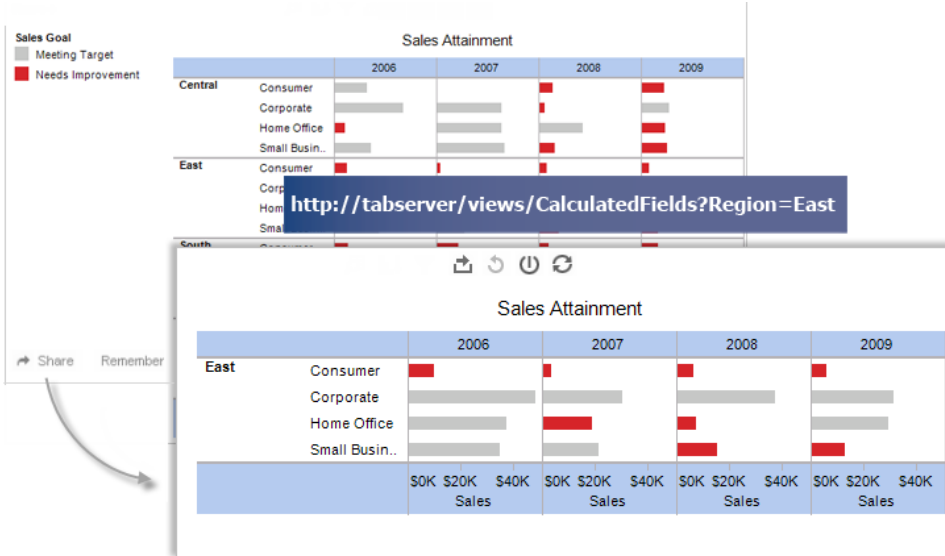 Sales Goal
Meeting Target
Needs Improvement
Sales Attainment
2006 2007 2008 2009
Central Consumer
Corporate
Home Office
Small Busin..
East Consumer
http://tabserver/views/CalculatedFields?Region=East
South
Share Remember
Sales Attainment
2006 2007 2008 2009
East Consumer
Corporate
Home Office
Small Busin..
$0K $20K $40K $0K $20K $40K $0K $20K $40K $0K $20K $40K
Sales Sales Sales Sales